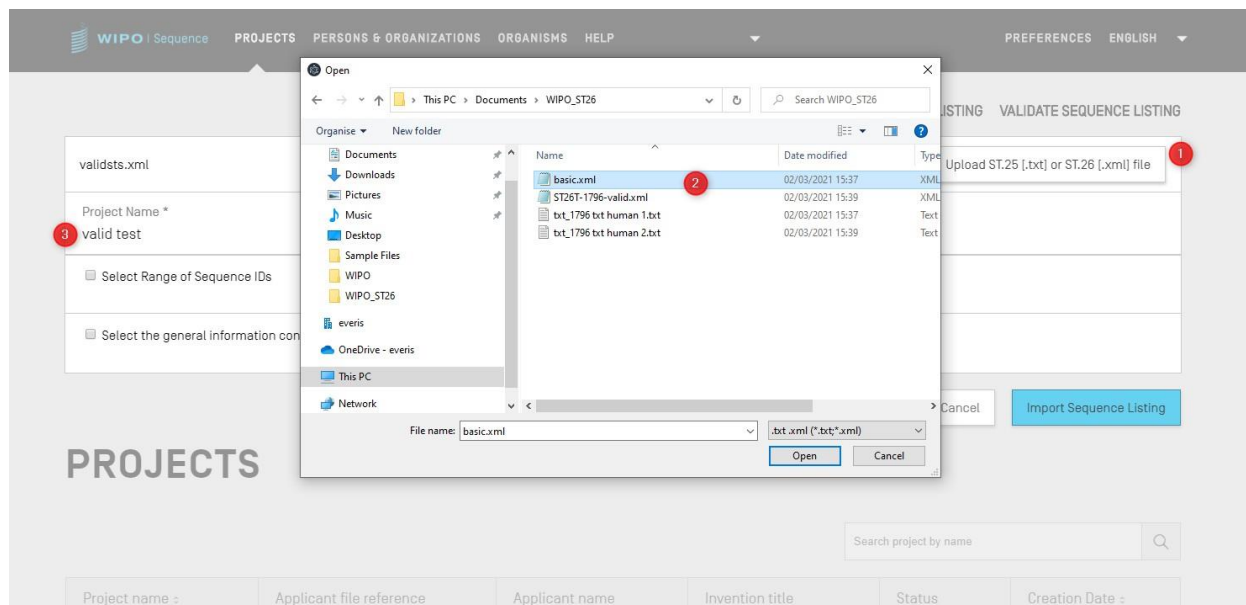 WIPO | Sequence PROJECTS PERSONS & ORGANIZATIONS ORGANISMS HELP PREFERENCES ENGLISH
Open
This PC > Documents > WIPO_ST26 Search WIPO_ST26
LISTING VALIDATE SEQUENCE LISTING
Organise New folder
validsts.xml
Upload ST.25 [.txt] or ST.26 [.xml] file 1
Project Name *
3 valid test
Select Range of Sequence IDs
Select the general information con
Documents
Downloads
Pictures
Music
Desktop
Sample Files
WIPO
WIPO_ST26
everis
OneDrive - everis
This PC
Network
Name Date modified Type
basic.xml 2 02/03/2021 15:37 XML
ST26T-1796-valid.xml 02/03/2021 15:39 XML
txt_1796 txt human 1.txt 02/03/2021 15:37 Text
txt_1796 txt human 2.txt 02/03/2021 15:39 Text
File name: basic.xml .txt .xml (*.txt;*.xml)
Open Cancel
Cancel Import Sequence Listing
PROJECTS
Search project by name
Project name Applicant file reference Applicant name Invention title Status Creation Date